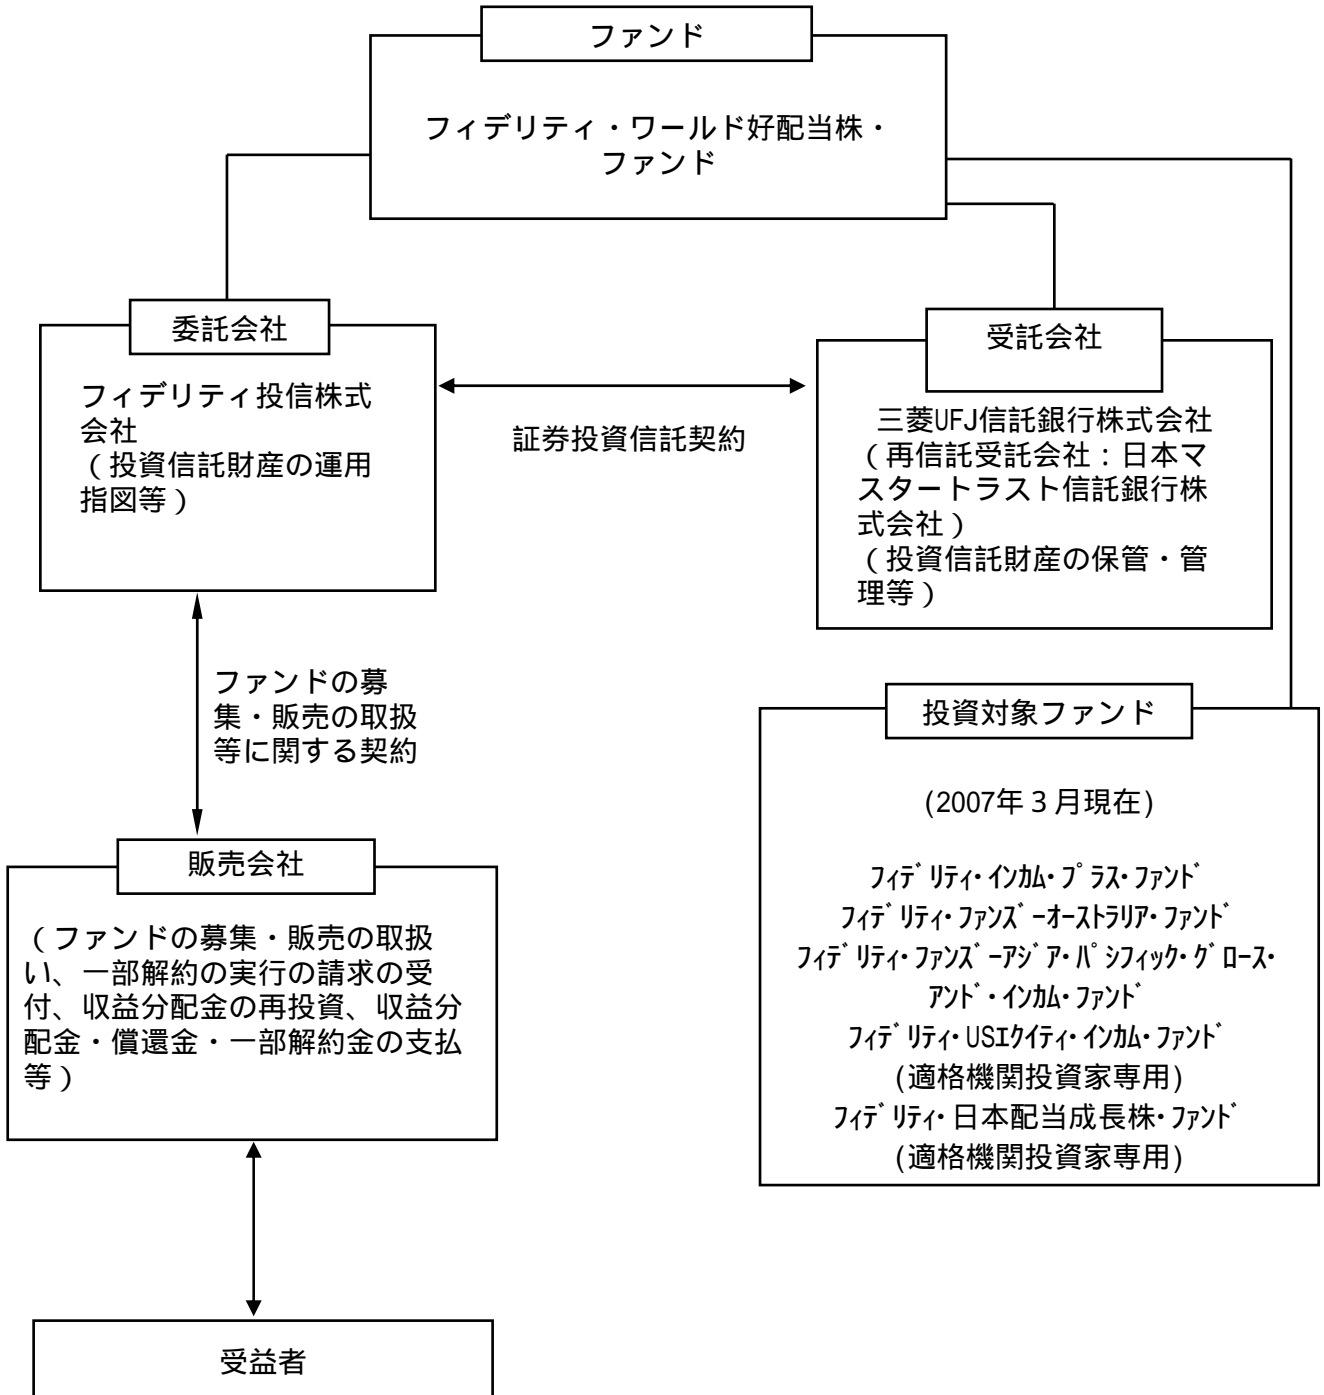 ファンド
フィデリティ・ワールド好配当株・
ファンド
委託会社
フィデリティ投信株式
会社
（投資信託財産の運用
指図等）
証券投資信託契約
受託会社
三菱UFJ信託銀行株式会社
（再信託受託会社：日本マ
スタートラスト信託銀行株
式会社）
（投資信託財産の保管・管
理等）
ファンドの募
集・販売の取扱
等に関する契約
投資対象ファンド
(2007年３月現在)
ﾌｨﾃﾞﾘﾃｨ･ｲﾝｶﾑ･ﾌﾟﾗｽ･ﾌｧﾝﾄﾞ
ﾌｨﾃﾞﾘﾃｨ･ﾌｧﾝｽﾞｰｵｰｽﾄﾗﾘｱ･ﾌｧﾝﾄﾞ
ﾌｨﾃﾞﾘﾃｨ･ﾌｧﾝｽﾞｰｱｼﾞｱ･ﾊﾟｼﾌｨｯｸ･ｸﾞﾛｰｽ･
ｱﾝﾄﾞ･ｲﾝｶﾑ･ﾌｧﾝﾄﾞ
ﾌｨﾃﾞﾘﾃｨ･USｴｸｲﾃｨ･ｲﾝｶﾑ･ﾌｧﾝﾄﾞ
(適格機関投資家専用)
ﾌｨﾃﾞﾘﾃｨ･日本配当成長株･ﾌｧﾝﾄﾞ
(適格機関投資家専用)
販売会社
（ファンドの募集・販売の取扱
い、一部解約の実行の請求の受
付、収益分配金の再投資、収益分
配金・償還金・一部解約金の支払
等）
受益者